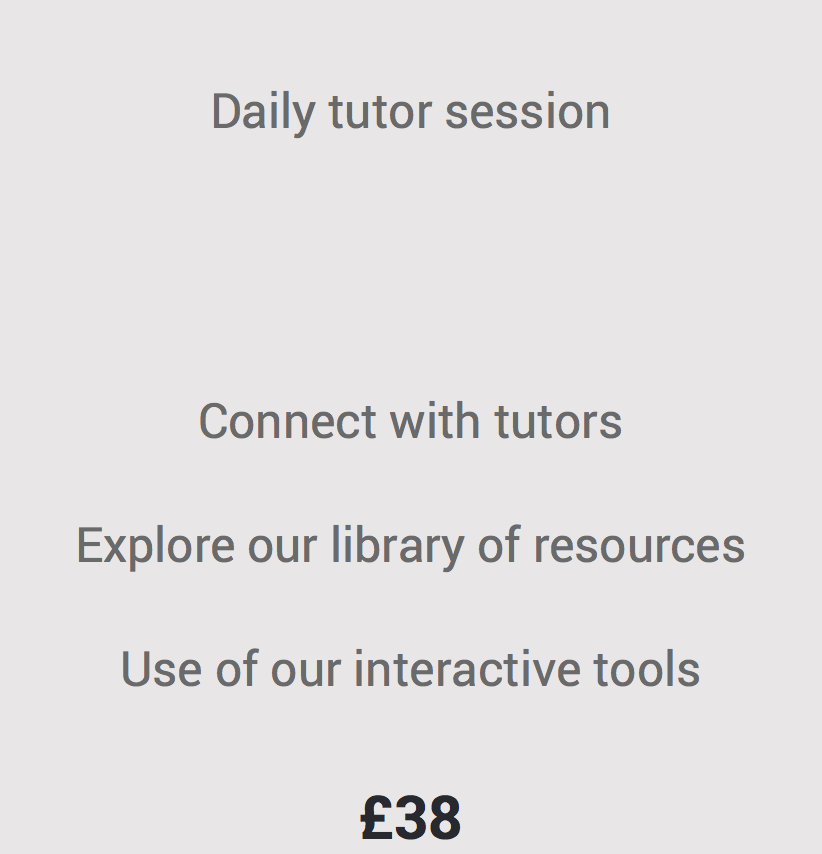 Daily tutor session
Connect with tutors
Explore our library of resources
Use of our interactive tools
£38